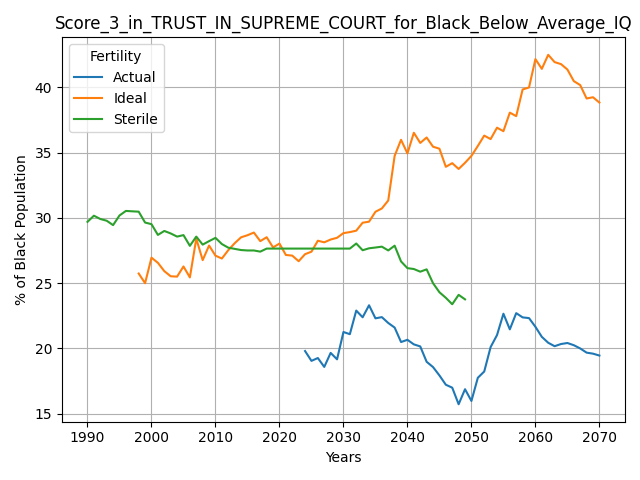 Score_3_in_TRUST_IN_SUPREME_COURT_for_Black_Below_Average_IQ
Fertility
Actual
Ideal
Sterile
% of Black Population
40
35
30
25
20
15
1990 2000 2010 2020 2030 2040 2050 2060 2070
Years